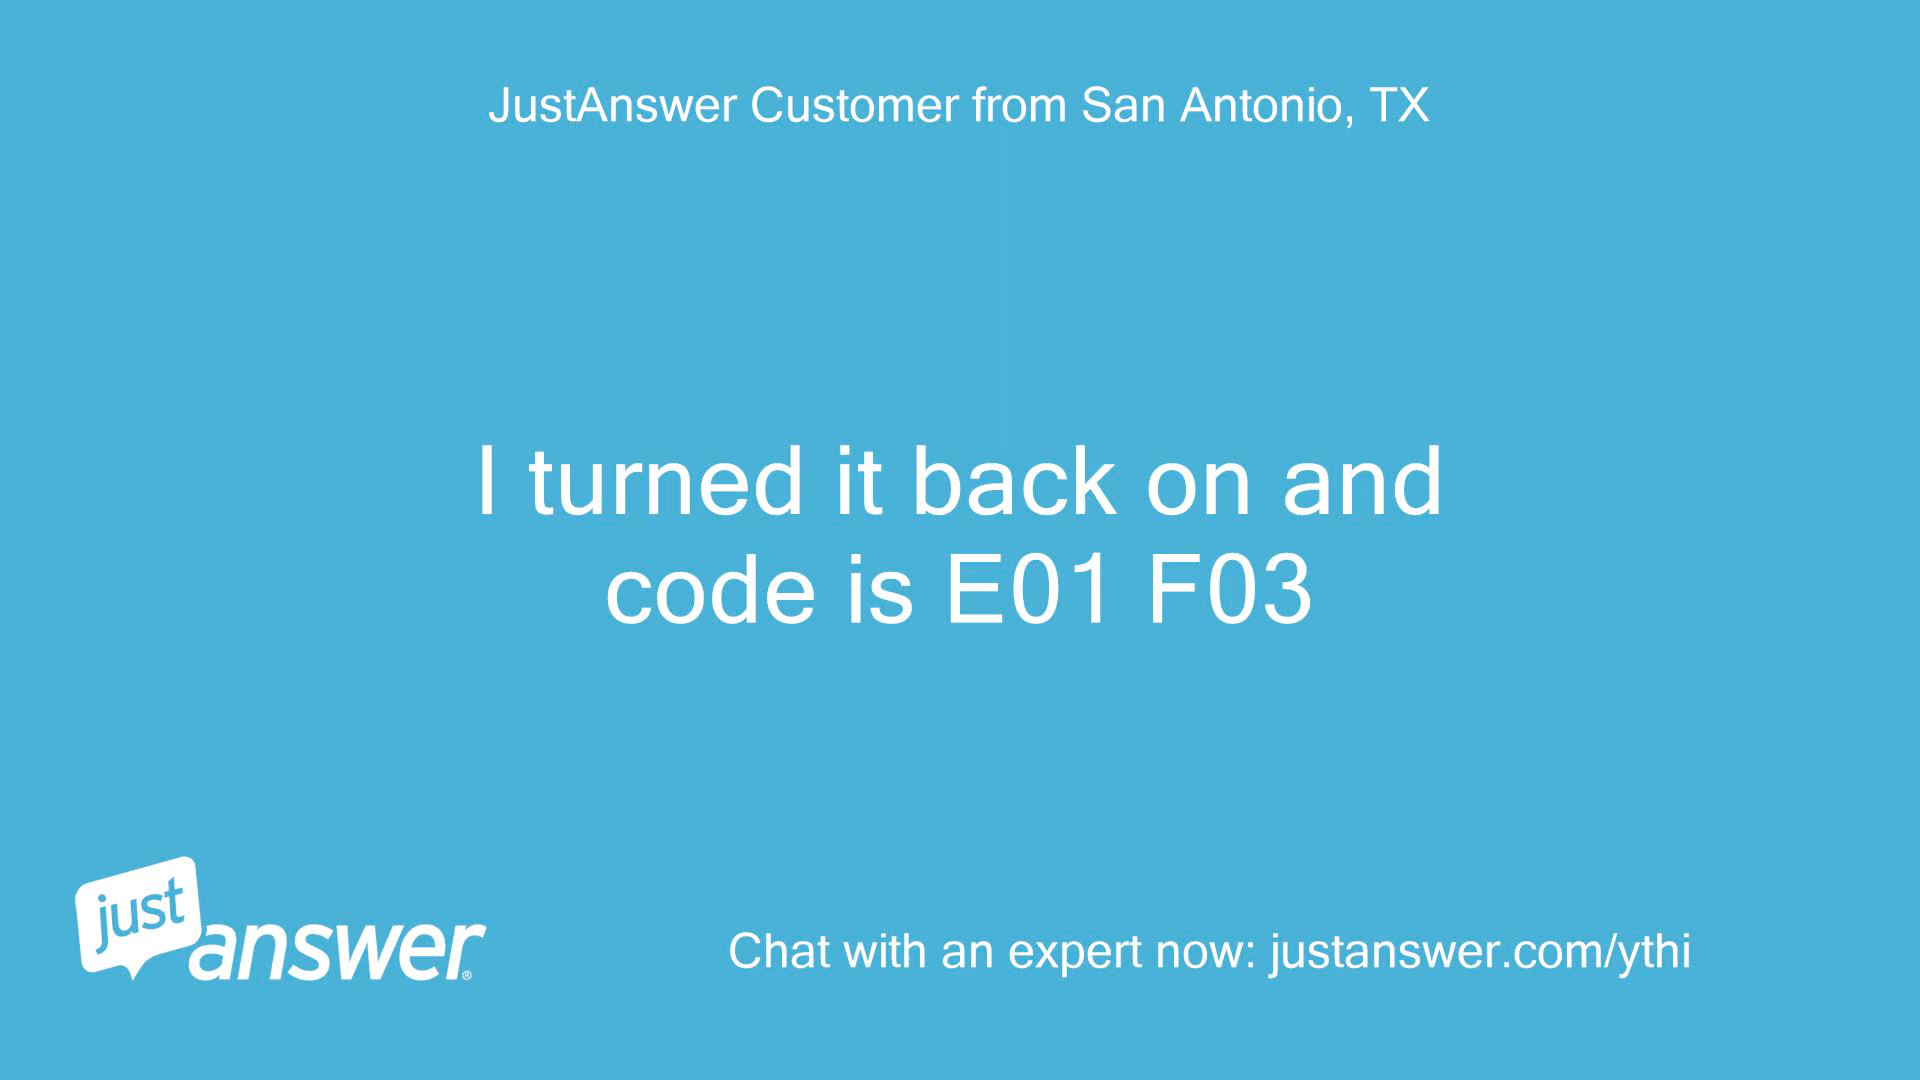 JustAnswer Customer from San Antonio, TX
I turned it back on and
code is E01 F03
just
answer®
Chat with an expert now: justanswer.com/ythi